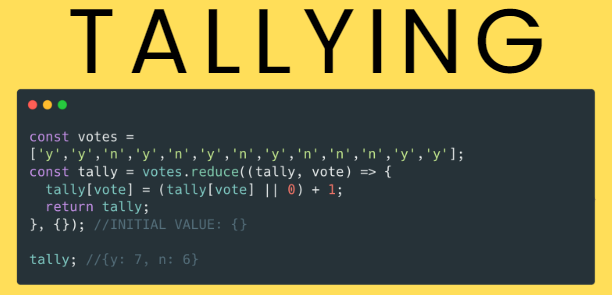 TALLYING
const votes =
['y','y','n','y','n','y','n','y','n','n','n','y','y'];
const tally = votes.reduce((tally, vote) => {
  tally[vote] = (tally[vote] || 0) + 1;
  return tally;
}, {}); //INITIAL VALUE: {}
tally; //{y: 7, n: 6}